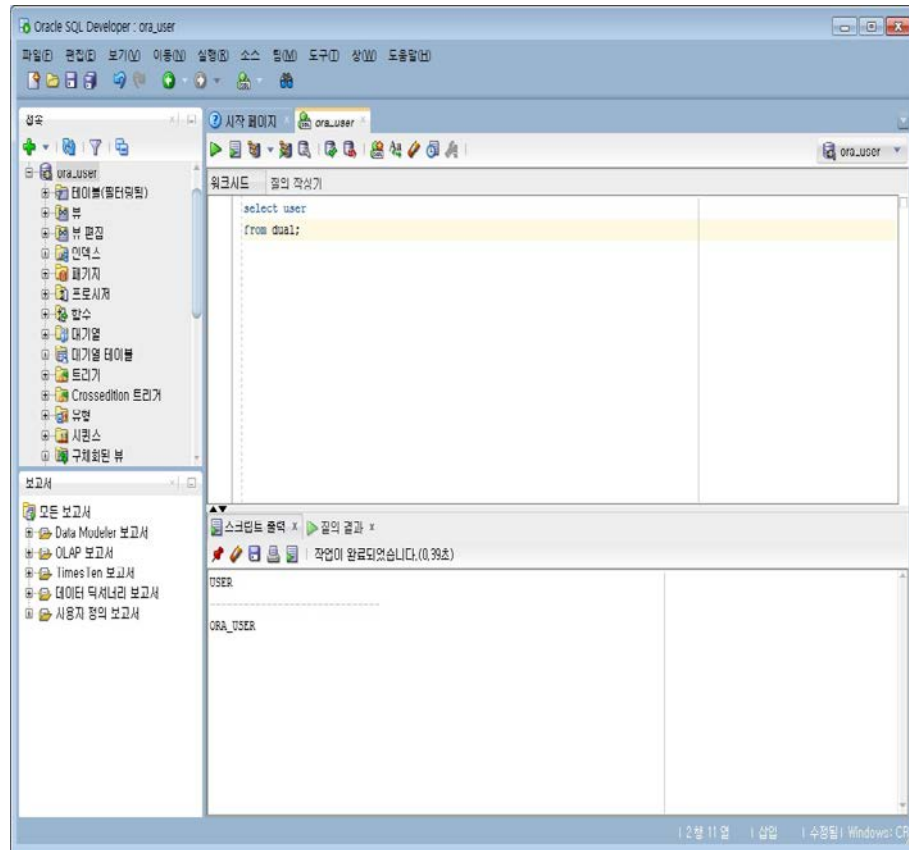 Oracle SQL Developer : ora_user
파일(F) 편집(E) 보기(V) 이동(N) 실행(R) 소스 팀(M) 도구(T) 창(W) 도움말(H)
접속
시작 페이지
ora_user
ora_user
ora_user
테이블(필터링됨)
뷰
뷰 편집
인덱스
패키지
프로시저
함수
대기열
대기열 테이블
트리거
Crossedition 트리거
유형
시퀀스
구체화된 뷰
워크시트 질의 작성기
select user
from dual;
보고서
모든 보고서
Data Modeler 보고서
OLAP 보고서
TimesTen 보고서
데이터 딕셔너리 보고서
사용자 정의 보고서
스크립트 출력 x
질의 결과 x
작업이 완료되었습니다.(0,39초)
USER
------------------------------
ORA_USER
| 2행 11열 | 삽입 | 수정됨 | Windows: CR